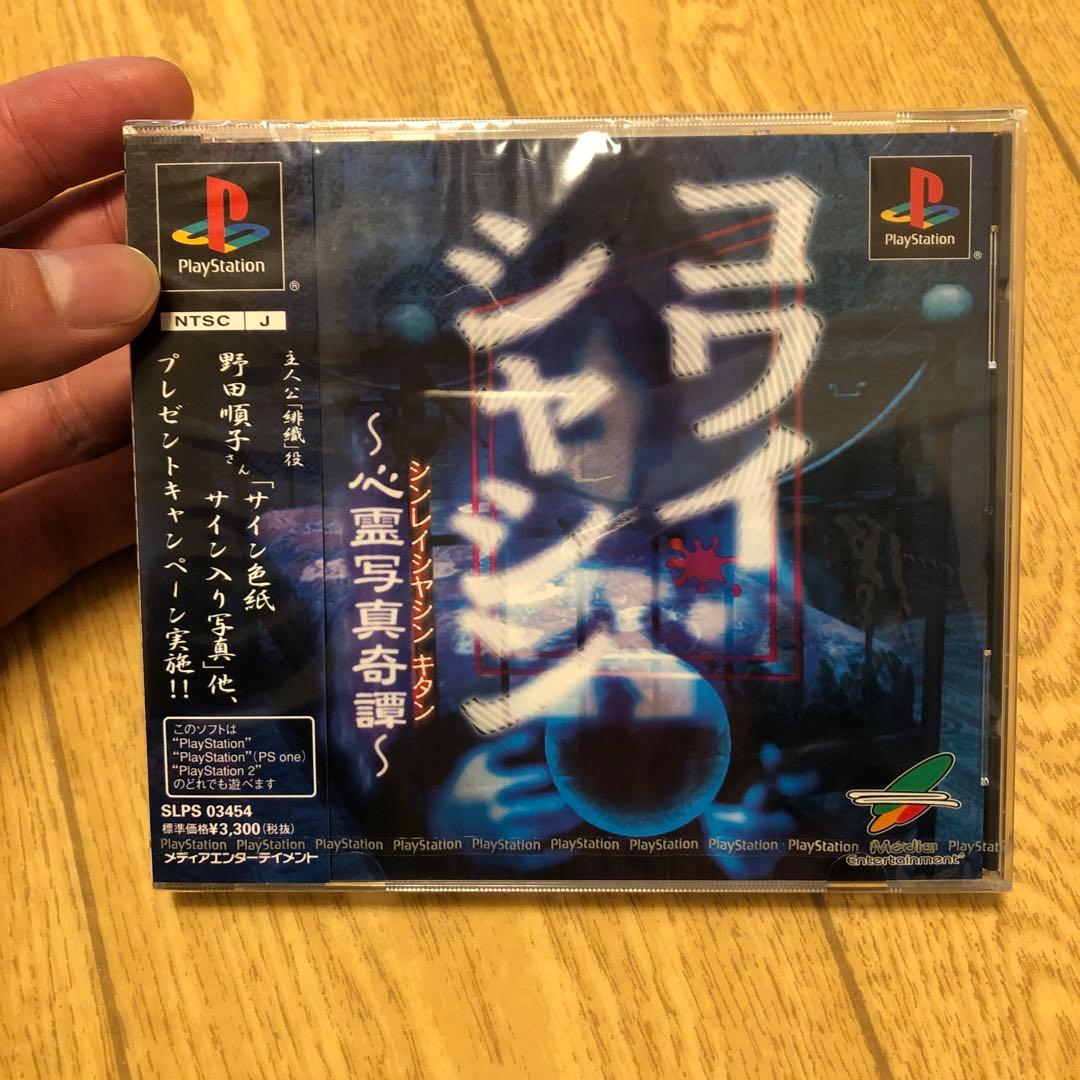 PlayStation
®
NTSC J
主人公「緋織」役
野田順子さん「サイン色紙
サイン入り写真」他、
プレゼントキャンペーン実施!!
このソフトは
“PlayStation”
“PlayStation”(PS one)
“PlayStation 2”
のどれでも遊べます
SLPS 03454
標準価格¥3,300(税抜)
メディアエンターテイメント
コワイ
シャシン
シンレイシャシン キタン
〜心霊写真奇譚〜
PlayStation
®
Media
entertainment®
PlayStation PlayStation PlayStation PlayStation PlayStation PlayStation PlayStation PlayStation PlayStation PlayStation PlayStat